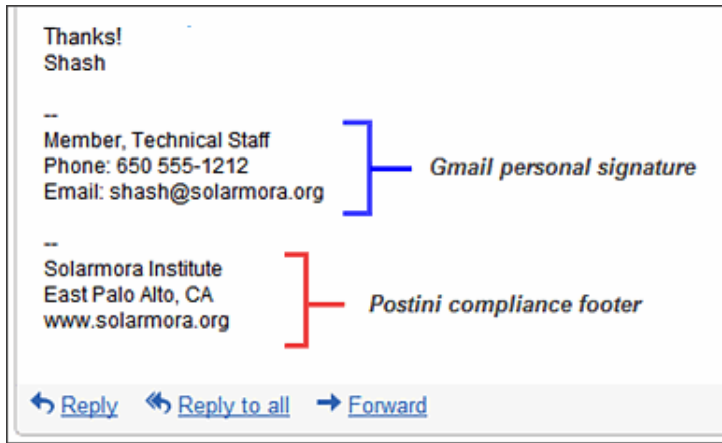 Thanks!
Shash
--
Member, Technical Staff
Phone: 650 555-1212
Email: shash@solarmora.org
Gmail personal signature
--
Solarmora Institute
East Palo Alto, CA
www.solarmora.org
Postini compliance footer
Reply Reply to all Forward